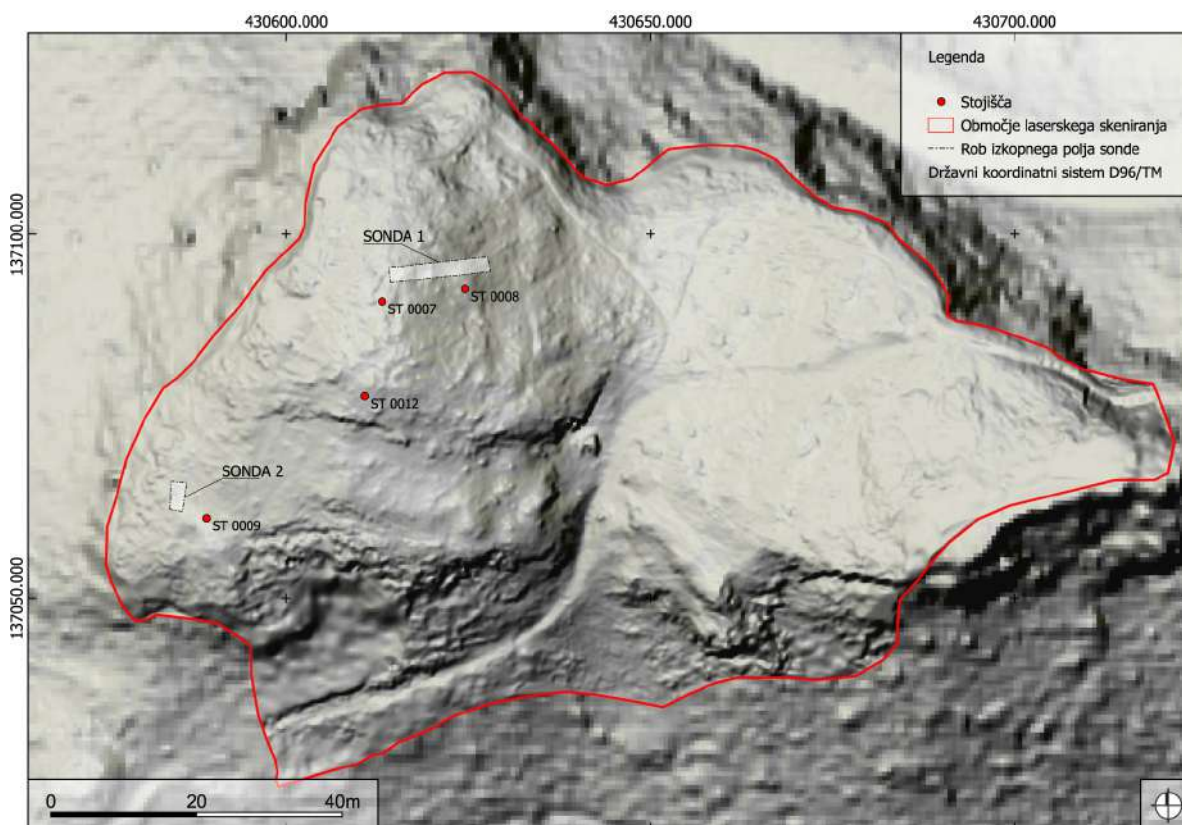 430600.000
430650.000
430700.000
Legenda
Stojišča
Območje laserskega skeniranja
Rob izkopnega polja sonde
Državni koordinatni sistem D96/TM
137100.000
SONDA 1
ST 0007
ST 0008
ST 0012
SONDA 2
ST 0009
137050.000
0
20
40m